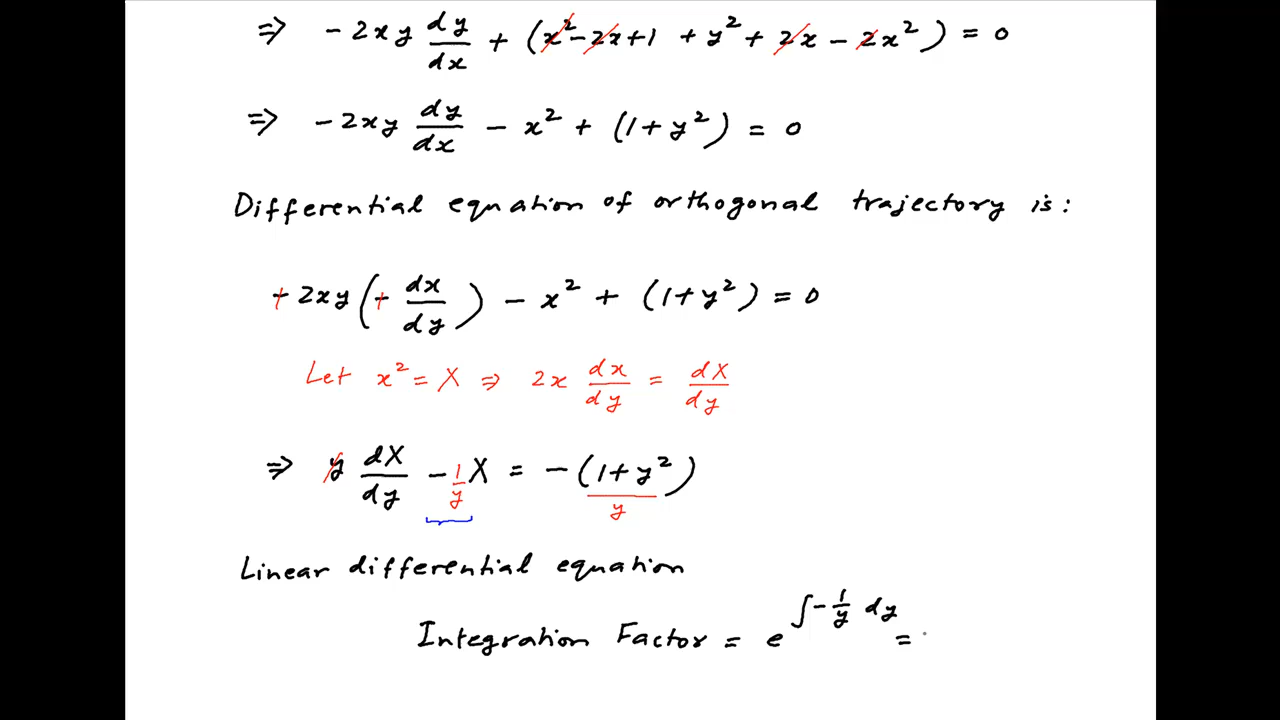 ⇒ - 2xy dy/dx + (x² - 2x + 1 + y² + 2x - 2x²) = 0
⇒ - 2xy dy/dx - x² + (1 + y²) = 0
Differential equation of orthogonal trajectory is:
+ 2xy (+ dx/dy) - x² + (1 + y²) = 0
Let x² = X ⇒ 2x dx/dy = dX/dy
⇒ y dX/dy - 1/y X = - (1 + y²)/y
Linear differential equation
Integration Factor = e^(∫ - 1/y dy) =